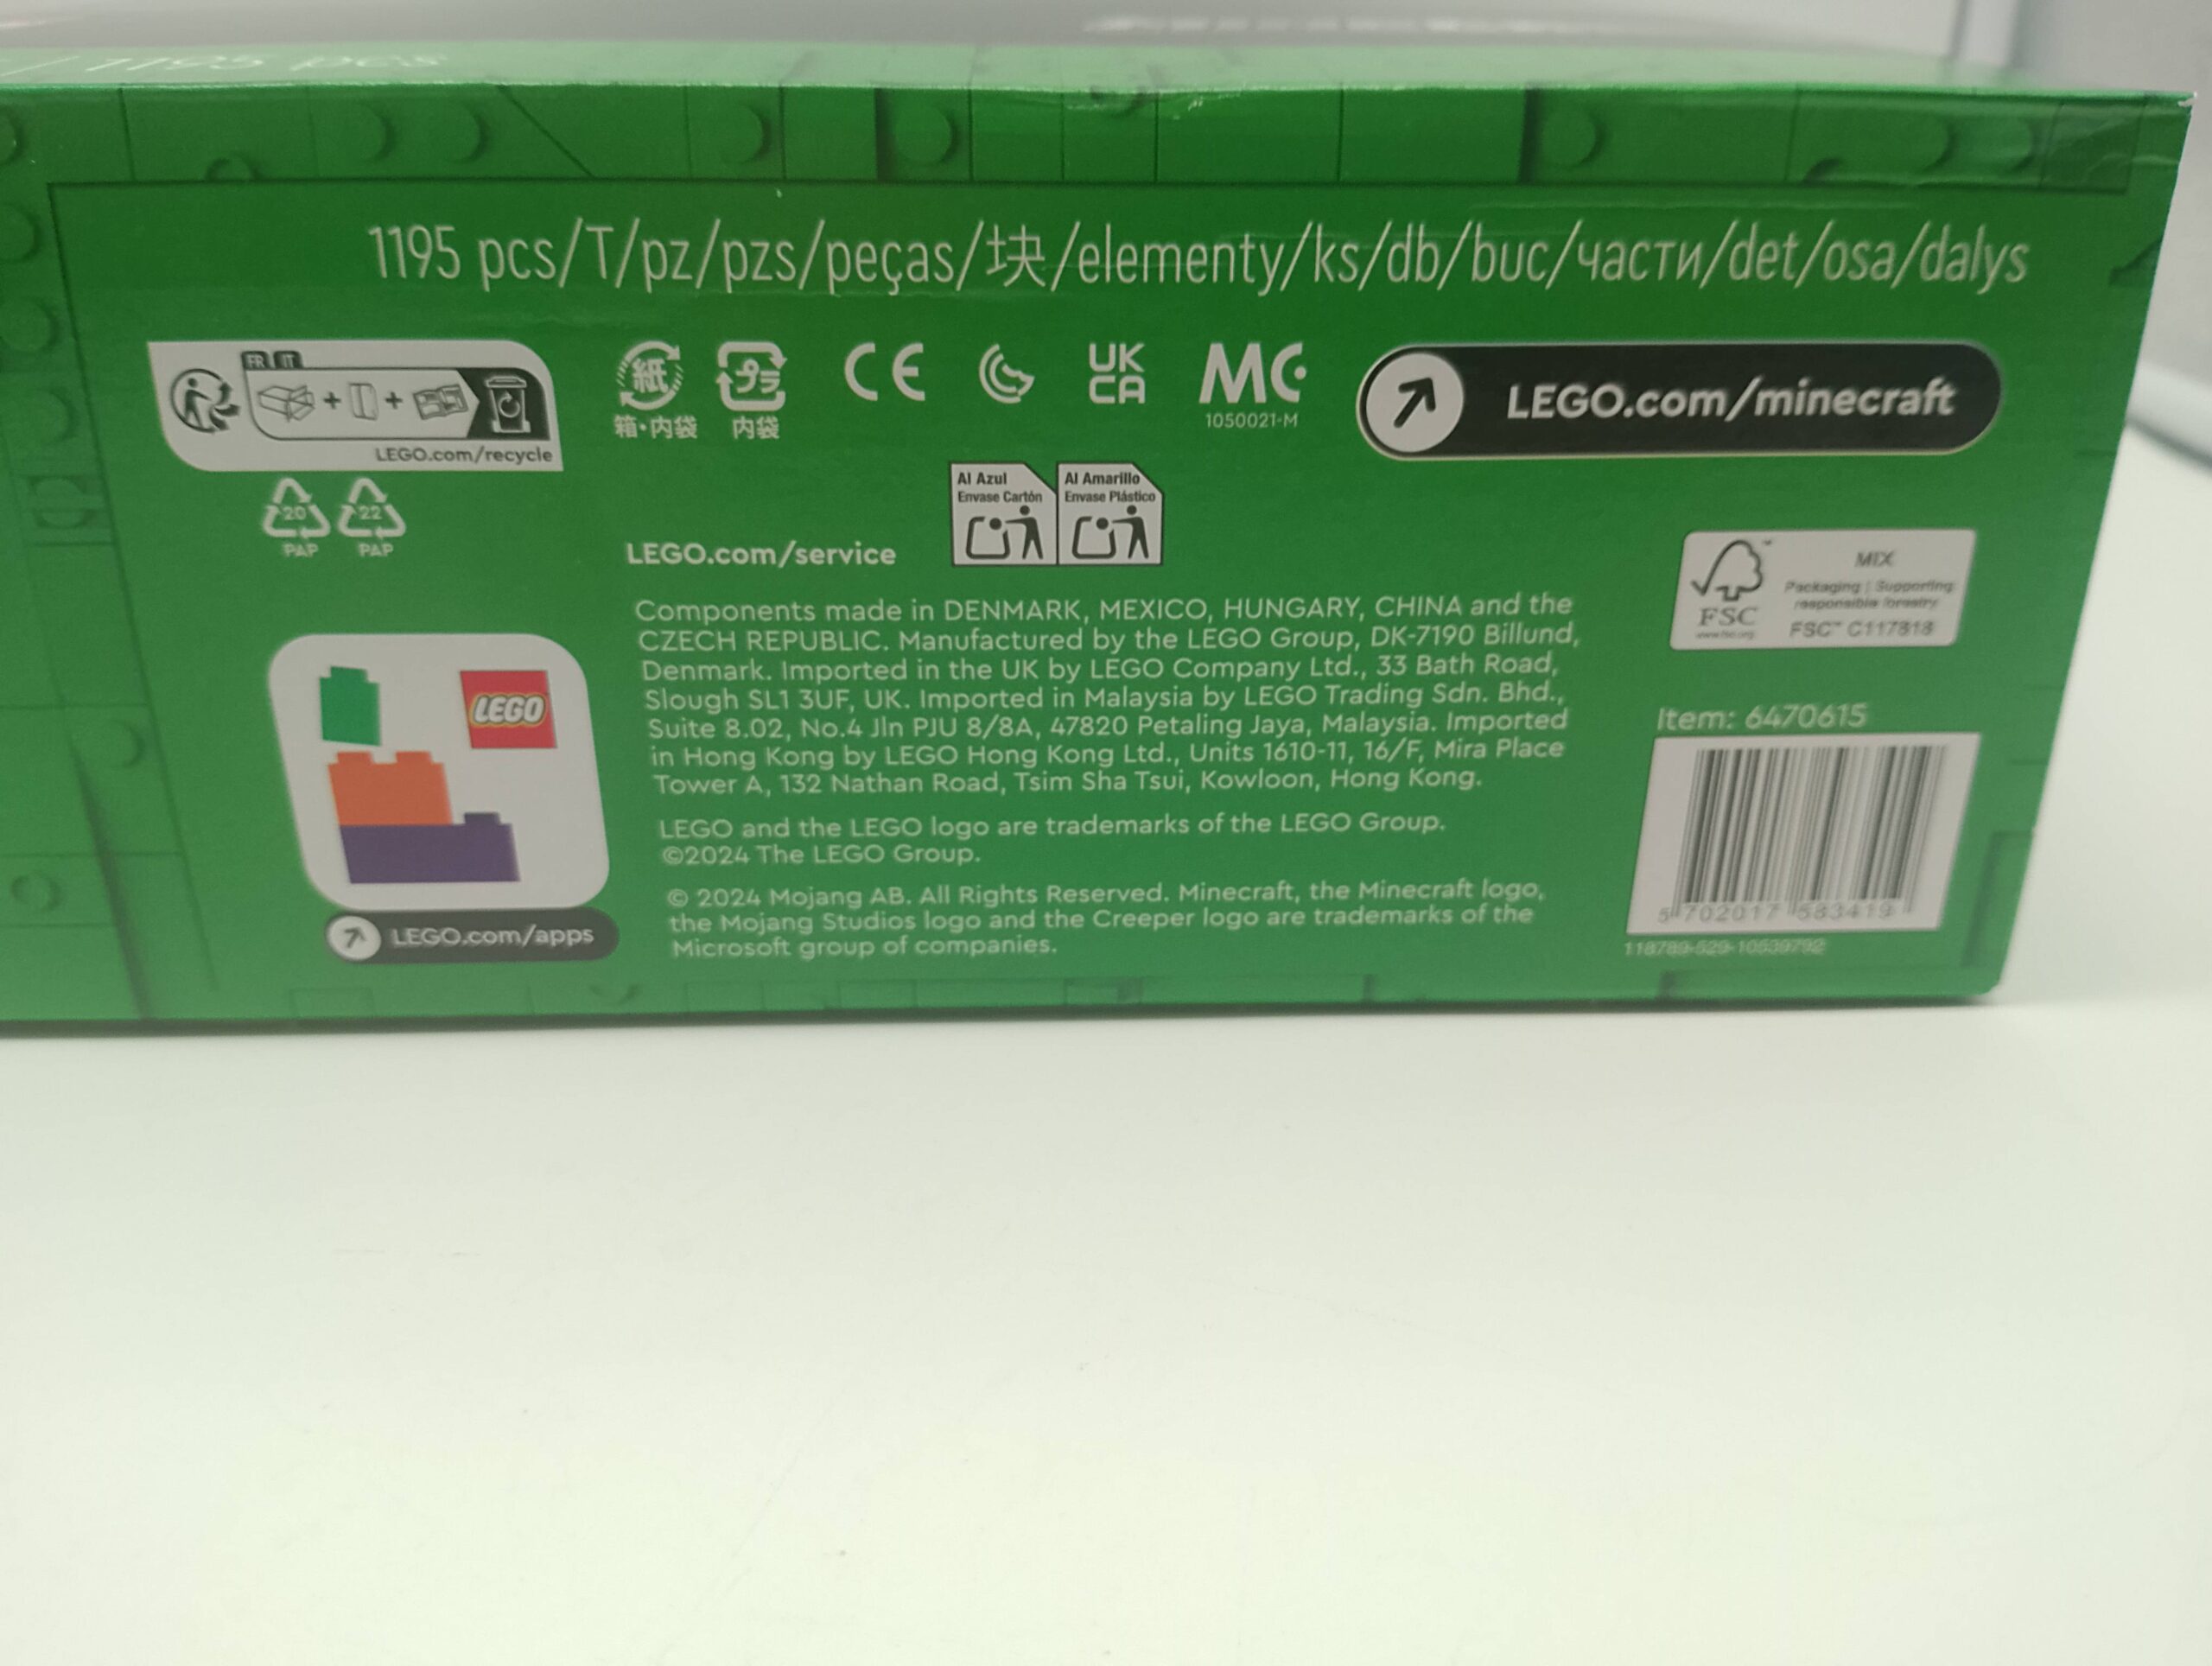 1195 pcs
1195 pcs/T/pz/pzs/peças/块/elementy/ks/db/buc/части/det/osa/dalys
FR IT
LEGO.com/recycle
紙
箱・内袋
プラ
内袋
CE
UK
CA
MC
1050021-M
LEGO.com/minecraft
20
PAP
22
PAP
LEGO.com/service
Al Azul
Envase Cartón
Al Amarillo
Envase Plástico
MIX
Packaging | Supporting
responsible forestry
FSC™ C117818
FSC
Components made in DENMARK, MEXICO, HUNGARY, CHINA and the
CZECH REPUBLIC. Manufactured by the LEGO Group, DK-7190 Billund,
Denmark. Imported in the UK by LEGO Company Ltd., 33 Bath Road,
Slough SL1 3UF, UK. Imported in Malaysia by LEGO Trading Sdn. Bhd.,
Suite 8.02, No.4 Jln PJU 8/8A, 47820 Petaling Jaya, Malaysia. Imported
in Hong Kong by LEGO Hong Kong Ltd., Units 1610-11, 16/F, Mira Place
Tower A, 132 Nathan Road, Tsim Sha Tsui, Kowloon, Hong Kong.
LEGO and the LEGO logo are trademarks of the LEGO Group.
©2024 The LEGO Group.
© 2024 Mojang AB. All Rights Reserved. Minecraft, the Minecraft logo,
the Mojang Studios logo and the Creeper logo are trademarks of the
Microsoft group of companies.
LEGO
LEGO.com/apps
Item: 6470615
5 702017 583419
118789-529-10539792